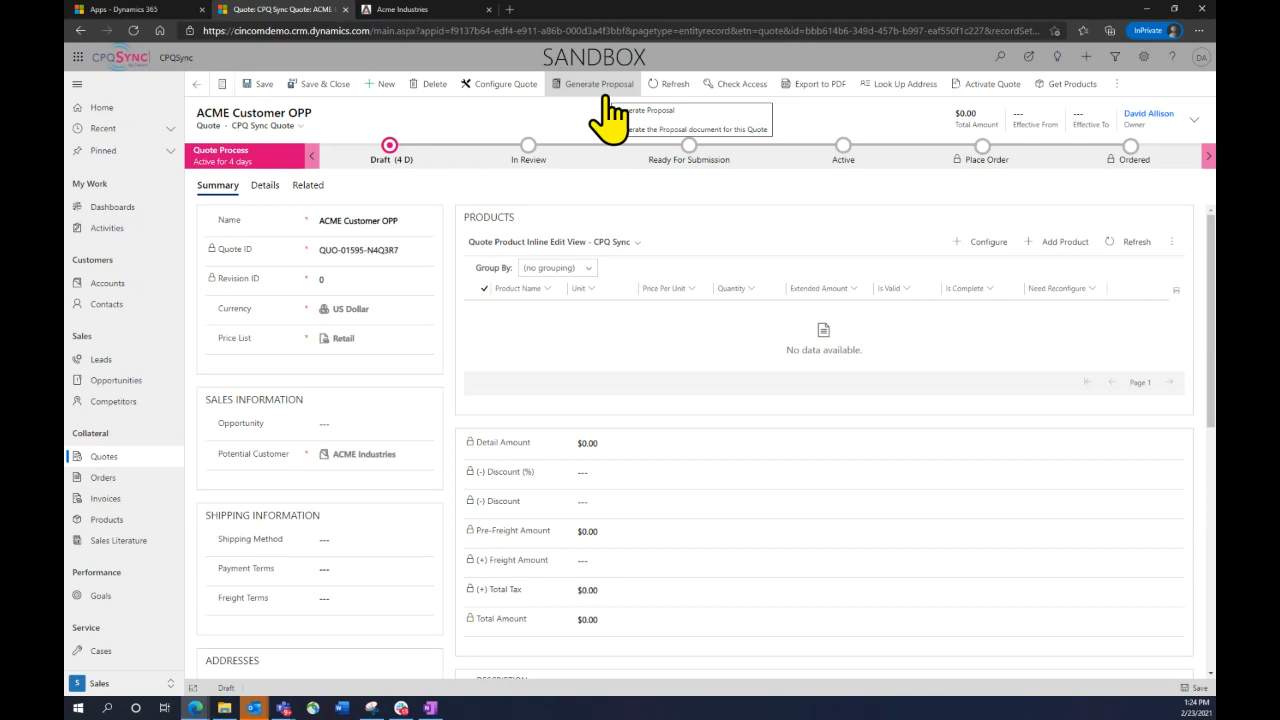 Apps - Dynamics 365
Quote: CPQ Sync Quote: ACME
Acme Industries
https://cincomdemo.crm.dynamics.com/main.aspx?appid=f9137b64-edf9-e411-a86b-000d3a4f3bbf&pagetype=entityrecord&etn=quote&id=bbb614b6-349d-457b-b997-eaf550f1c227&recordSet...
InPrivate
CPQSYNC
by Cincom
CPQSync
SANDBOX
DA
Save
Save & Close
New
Delete
Configure Quote
Generate Proposal
Refresh
Check Access
Export to PDF
Look Up Address
Activate Quote
Get Products
erate Proposal
erate the Proposal document for this Quote
ACME Customer OPP
Quote · CPQ Sync Quote
$0.00
Total Amount
---
Effective From
---
Effective To
David Allison
Owner
Quote Process
Active for 4 days
Draft (4 D)
In Review
Ready For Submission
Active
Place Order
Ordered
Home
Recent
Pinned
My Work
Dashboards
Activities
Customers
Accounts
Contacts
Sales
Leads
Opportunities
Competitors
Collateral
Quotes
Orders
Invoices
Products
Sales Literature
Performance
Goals
Service
Cases
S Sales
Summary
Details
Related
Name * ACME Customer OPP
Quote ID * QUO-01595-N4Q3R7
Revision ID * 0
Currency * US Dollar
Price List * Retail
SALES INFORMATION
Opportunity ---
Potential Customer * ACME Industries
SHIPPING INFORMATION
Shipping Method ---
Payment Terms ---
Freight Terms ---
ADDRESSES
PRODUCTS
Quote Product Inline Edit View - CPQ Sync
Configure
Add Product
Refresh
Group By: (no grouping)
Product Name
Unit
Price Per Unit
Quantity
Extended Amount
Is Valid
Is Complete
Need Reconfigure
No data available.
Page 1
Detail Amount $0.00
(-) Discount (%) ---
(-) Discount ---
Pre-Freight Amount $0.00
(+) Freight Amount ---
(+) Total Tax $0.00
Total Amount $0.00
Draft
Save
1:24 PM
2/23/2021